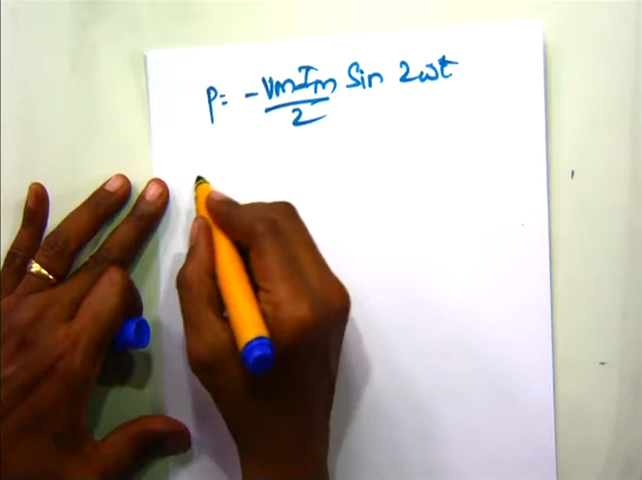 P = - VmIm/2 Sin 2ωt